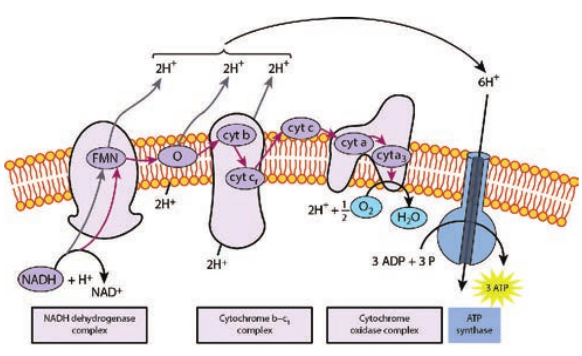 2H⁺
2H⁺
2H⁺
6H⁺
FMN
O
cyt b
cyt c
cyt a
cyt c₁
cyt a₃
2H⁺
2H⁺ + 1/2
O₂
H₂O
2H⁺
3 ADP + 3 P
NADH
+ H⁺
NAD⁺
3 ATP
NADH dehydrogenase
complex
Cytochrome b–c₁
complex
Cytochrome
oxidase complex
ATP
synthase